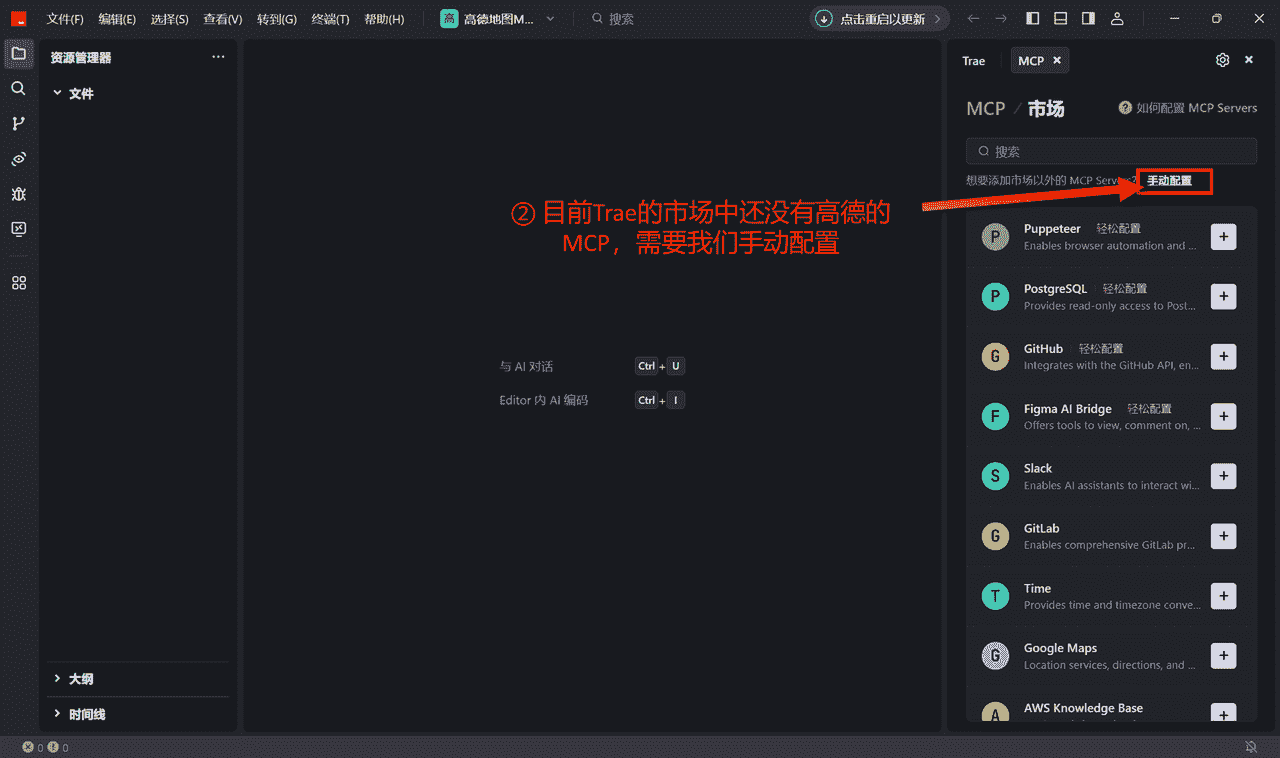 文件(F) 编辑(E) 选择(S) 查看(V) 转到(G) 终端(T) 帮助(H) 高 高德地图M... 搜索 点击重启以更新
资源管理器
文件
大纲
时间线
② 目前Trae的市场中还没有高德的
MCP，需要我们手动配置
与 AI 对话 Ctrl + U
Editor 内 AI 编码 Ctrl + I
Trae MCP
MCP / 市场 如何配置 MCP Servers
搜索
想要添加市场以外的 MCP Servers? 手动配置
P Puppeteer 轻松配置
Enables browser automation and ...
P PostgreSQL 轻松配置
Provides read-only access to Post...
G GitHub 轻松配置
Integrates with the GitHub API, en...
F Figma AI Bridge 轻松配置
Offers tools to view, comment on, ...
S Slack
Enables AI assistants to interact wi...
G GitLab
Enables comprehensive GitLab pr...
T Time
Provides time and timezone conve...
G Google Maps
Location services, directions, and ...
A AWS Knowledge Base
0 0